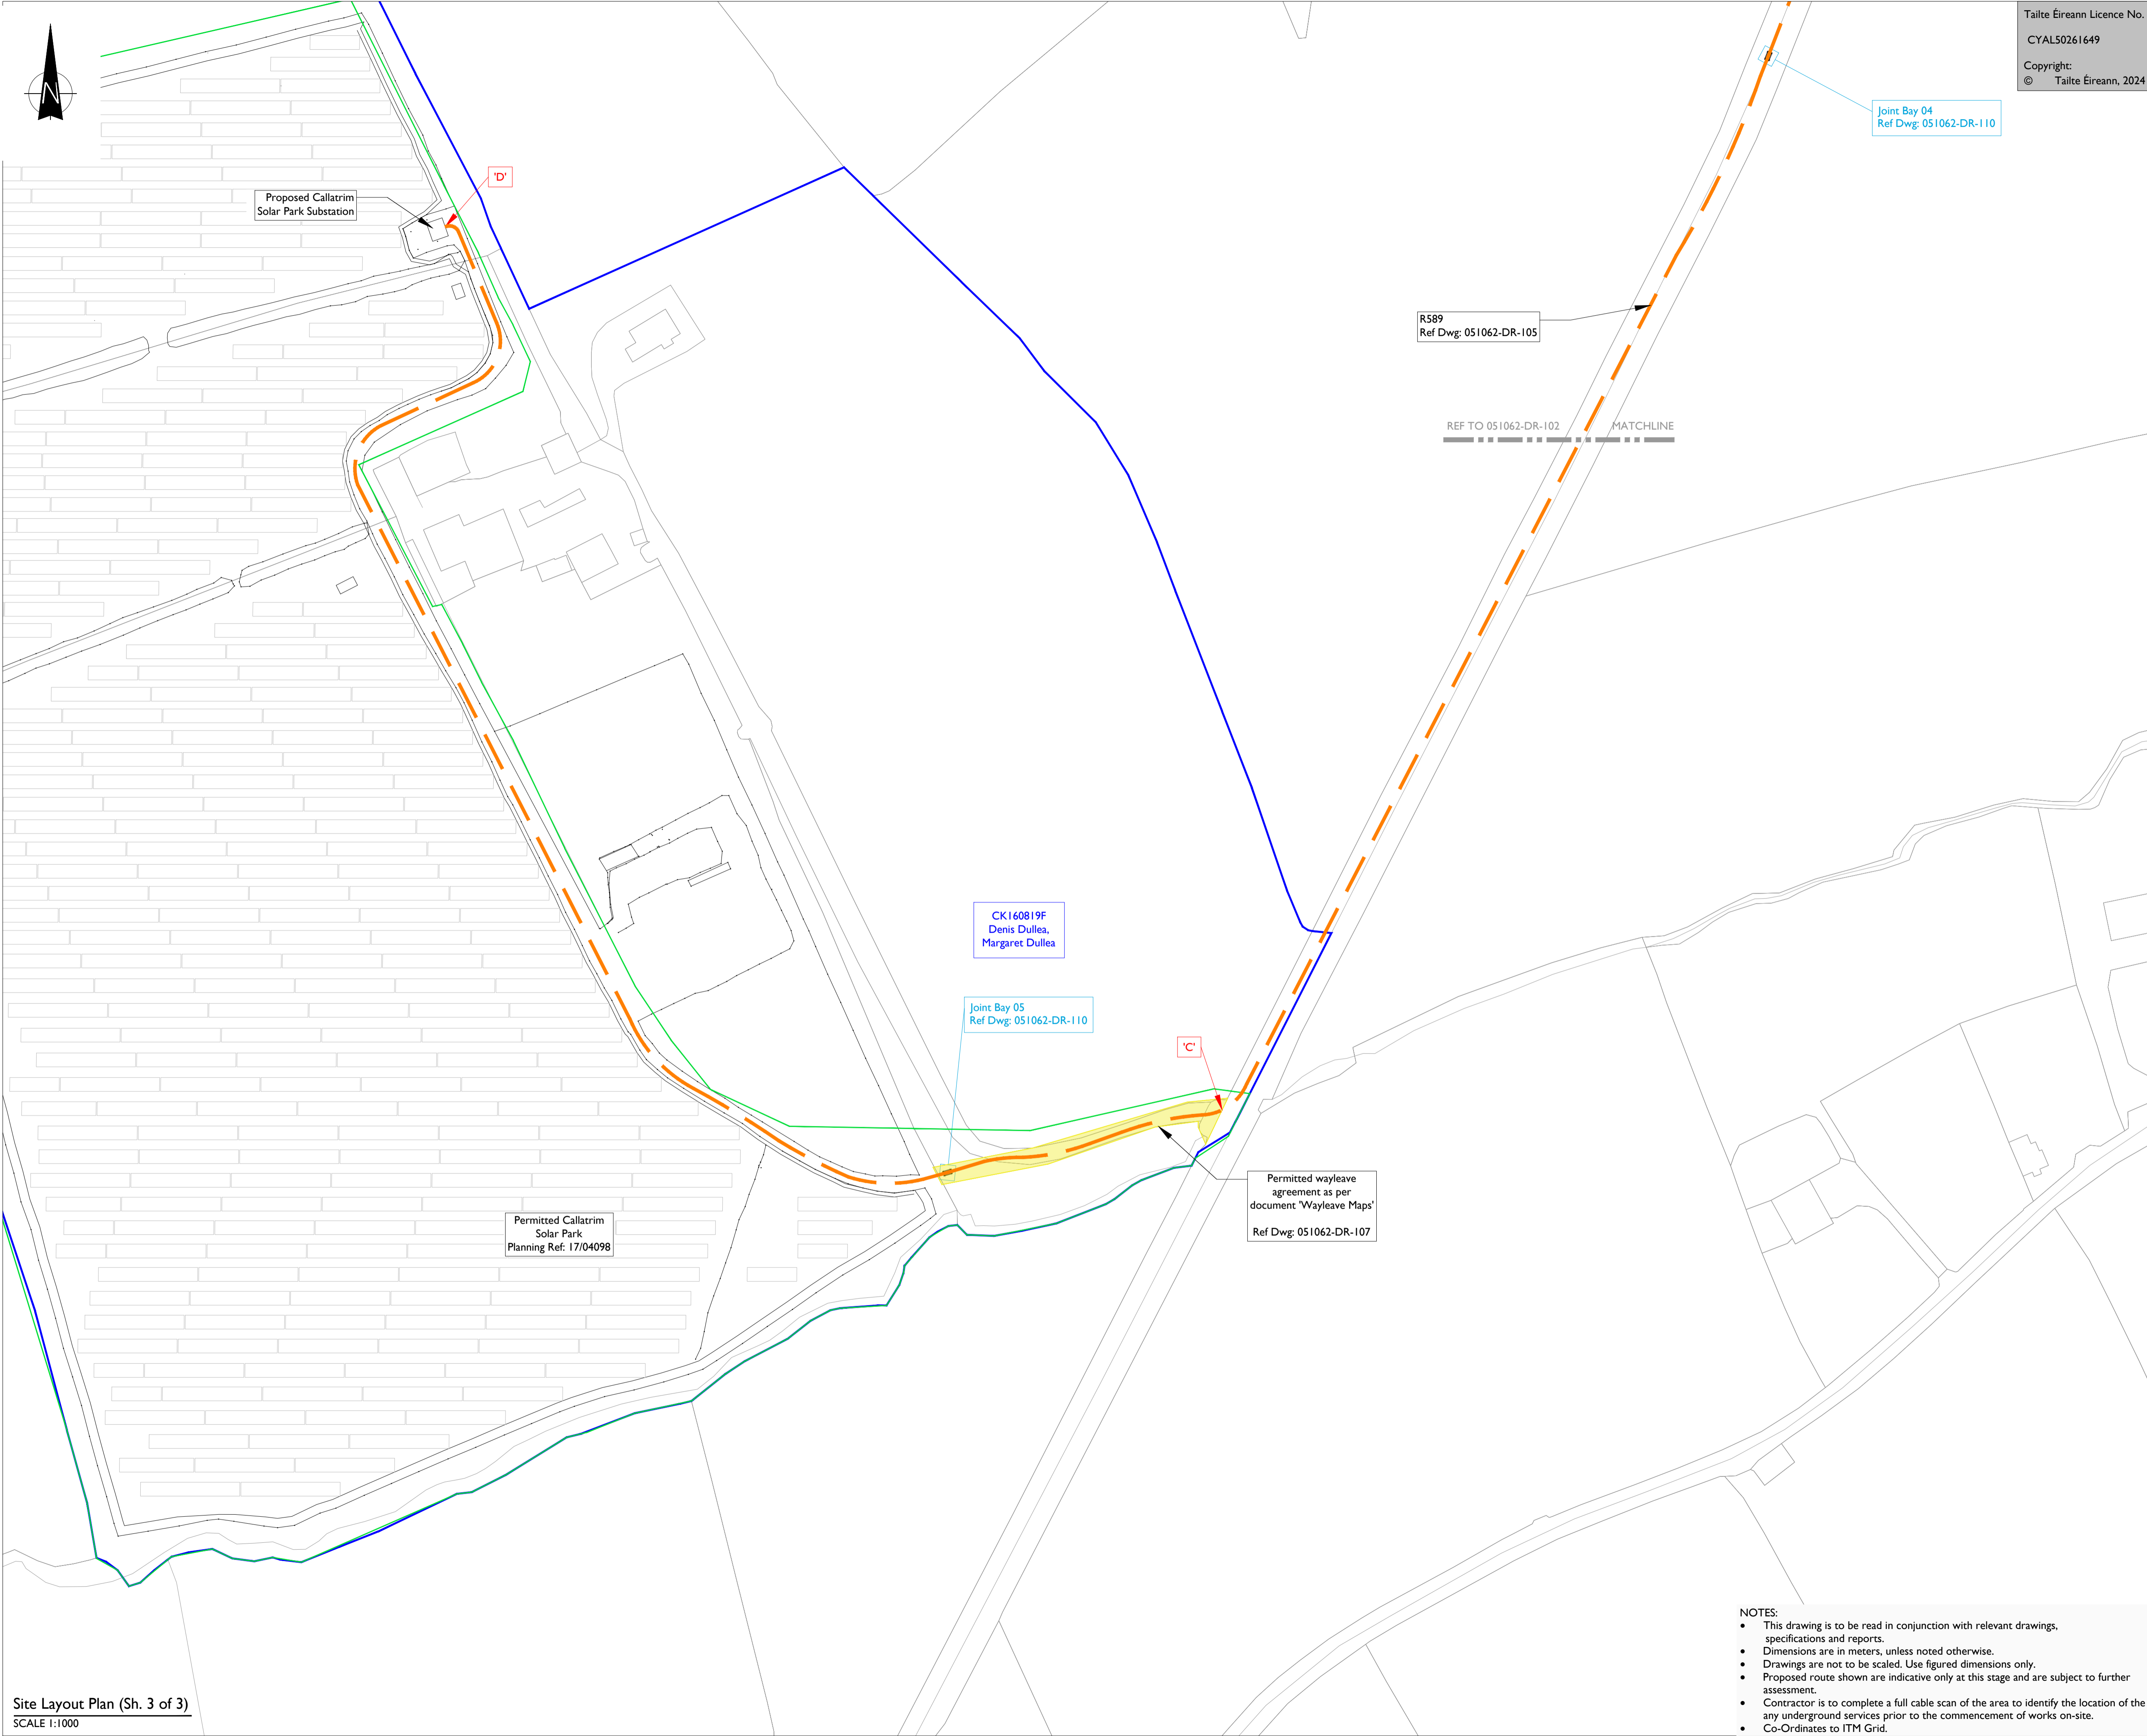 Tailte Éireann Licence No.
CYAL50261649
Copyright:
© Tailte Éireann, 2024
N
Joint Bay 04
Ref Dwg: 051062-DR-110
'D'
Proposed Callatrim
Solar Park Substation
R589
Ref Dwg: 051062-DR-105
REF TO 051062-DR-102 MATCHLINE
CK160819F
Denis Dullea,
Margaret Dullea
Joint Bay 05
Ref Dwg: 051062-DR-110
'C'
Permitted wayleave
agreement as per
document 'Wayleave Maps'
Ref Dwg: 051062-DR-107
Permitted Callatrim
Solar Park
Planning Ref: 17/04098
NOTES:
• This drawing is to be read in conjunction with relevant drawings,
specifications and reports.
• Dimensions are in meters, unless noted otherwise.
• Drawings are not to be scaled. Use figured dimensions only.
• Proposed route shown are indicative only at this stage and are subject to further
assessment.
• Contractor is to complete a full cable scan of the area to identify the location of the
any underground services prior to the commencement of works on-site.
• Co-Ordinates to ITM Grid.
Site Layout Plan (Sh. 3 of 3)
SCALE 1:1000